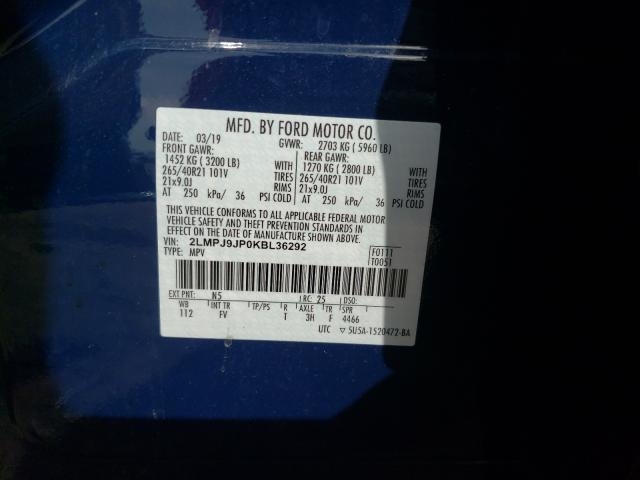 MFD. BY FORD MOTOR CO.
DATE: 03/19 GVWR: 2703 KG ( 5960 LB)
FRONT GAWR: REAR GAWR:
1452 KG ( 3200 LB) WITH 1270 KG ( 2800 LB) WITH
265/40R21 101V TIRES 265/40R21 101V TIRES
21x9.0J RIMS 21x9.0J RIMS
AT 250 kPa/ 36 PSI COLD AT 250 kPa/ 36 PSI COLD
THIS VEHICLE CONFORMS TO ALL APPLICABLE FEDERAL MOTOR
VEHICLE SAFETY AND BUMPER STANDARDS IN EFFECT ON THE
DATE OF MANUFACTURE SHOWN ABOVE.
VIN: 2LMPJ9JP0KBL36292 F0111
TYPE: MPV T0051
EXT PNT: N5 RC: 25 DSO:
WB INT TR TP/PS R AXLE TR SPR
112 FV T 3H F 4466
UTC ▽ 5U5A-1520472-BA